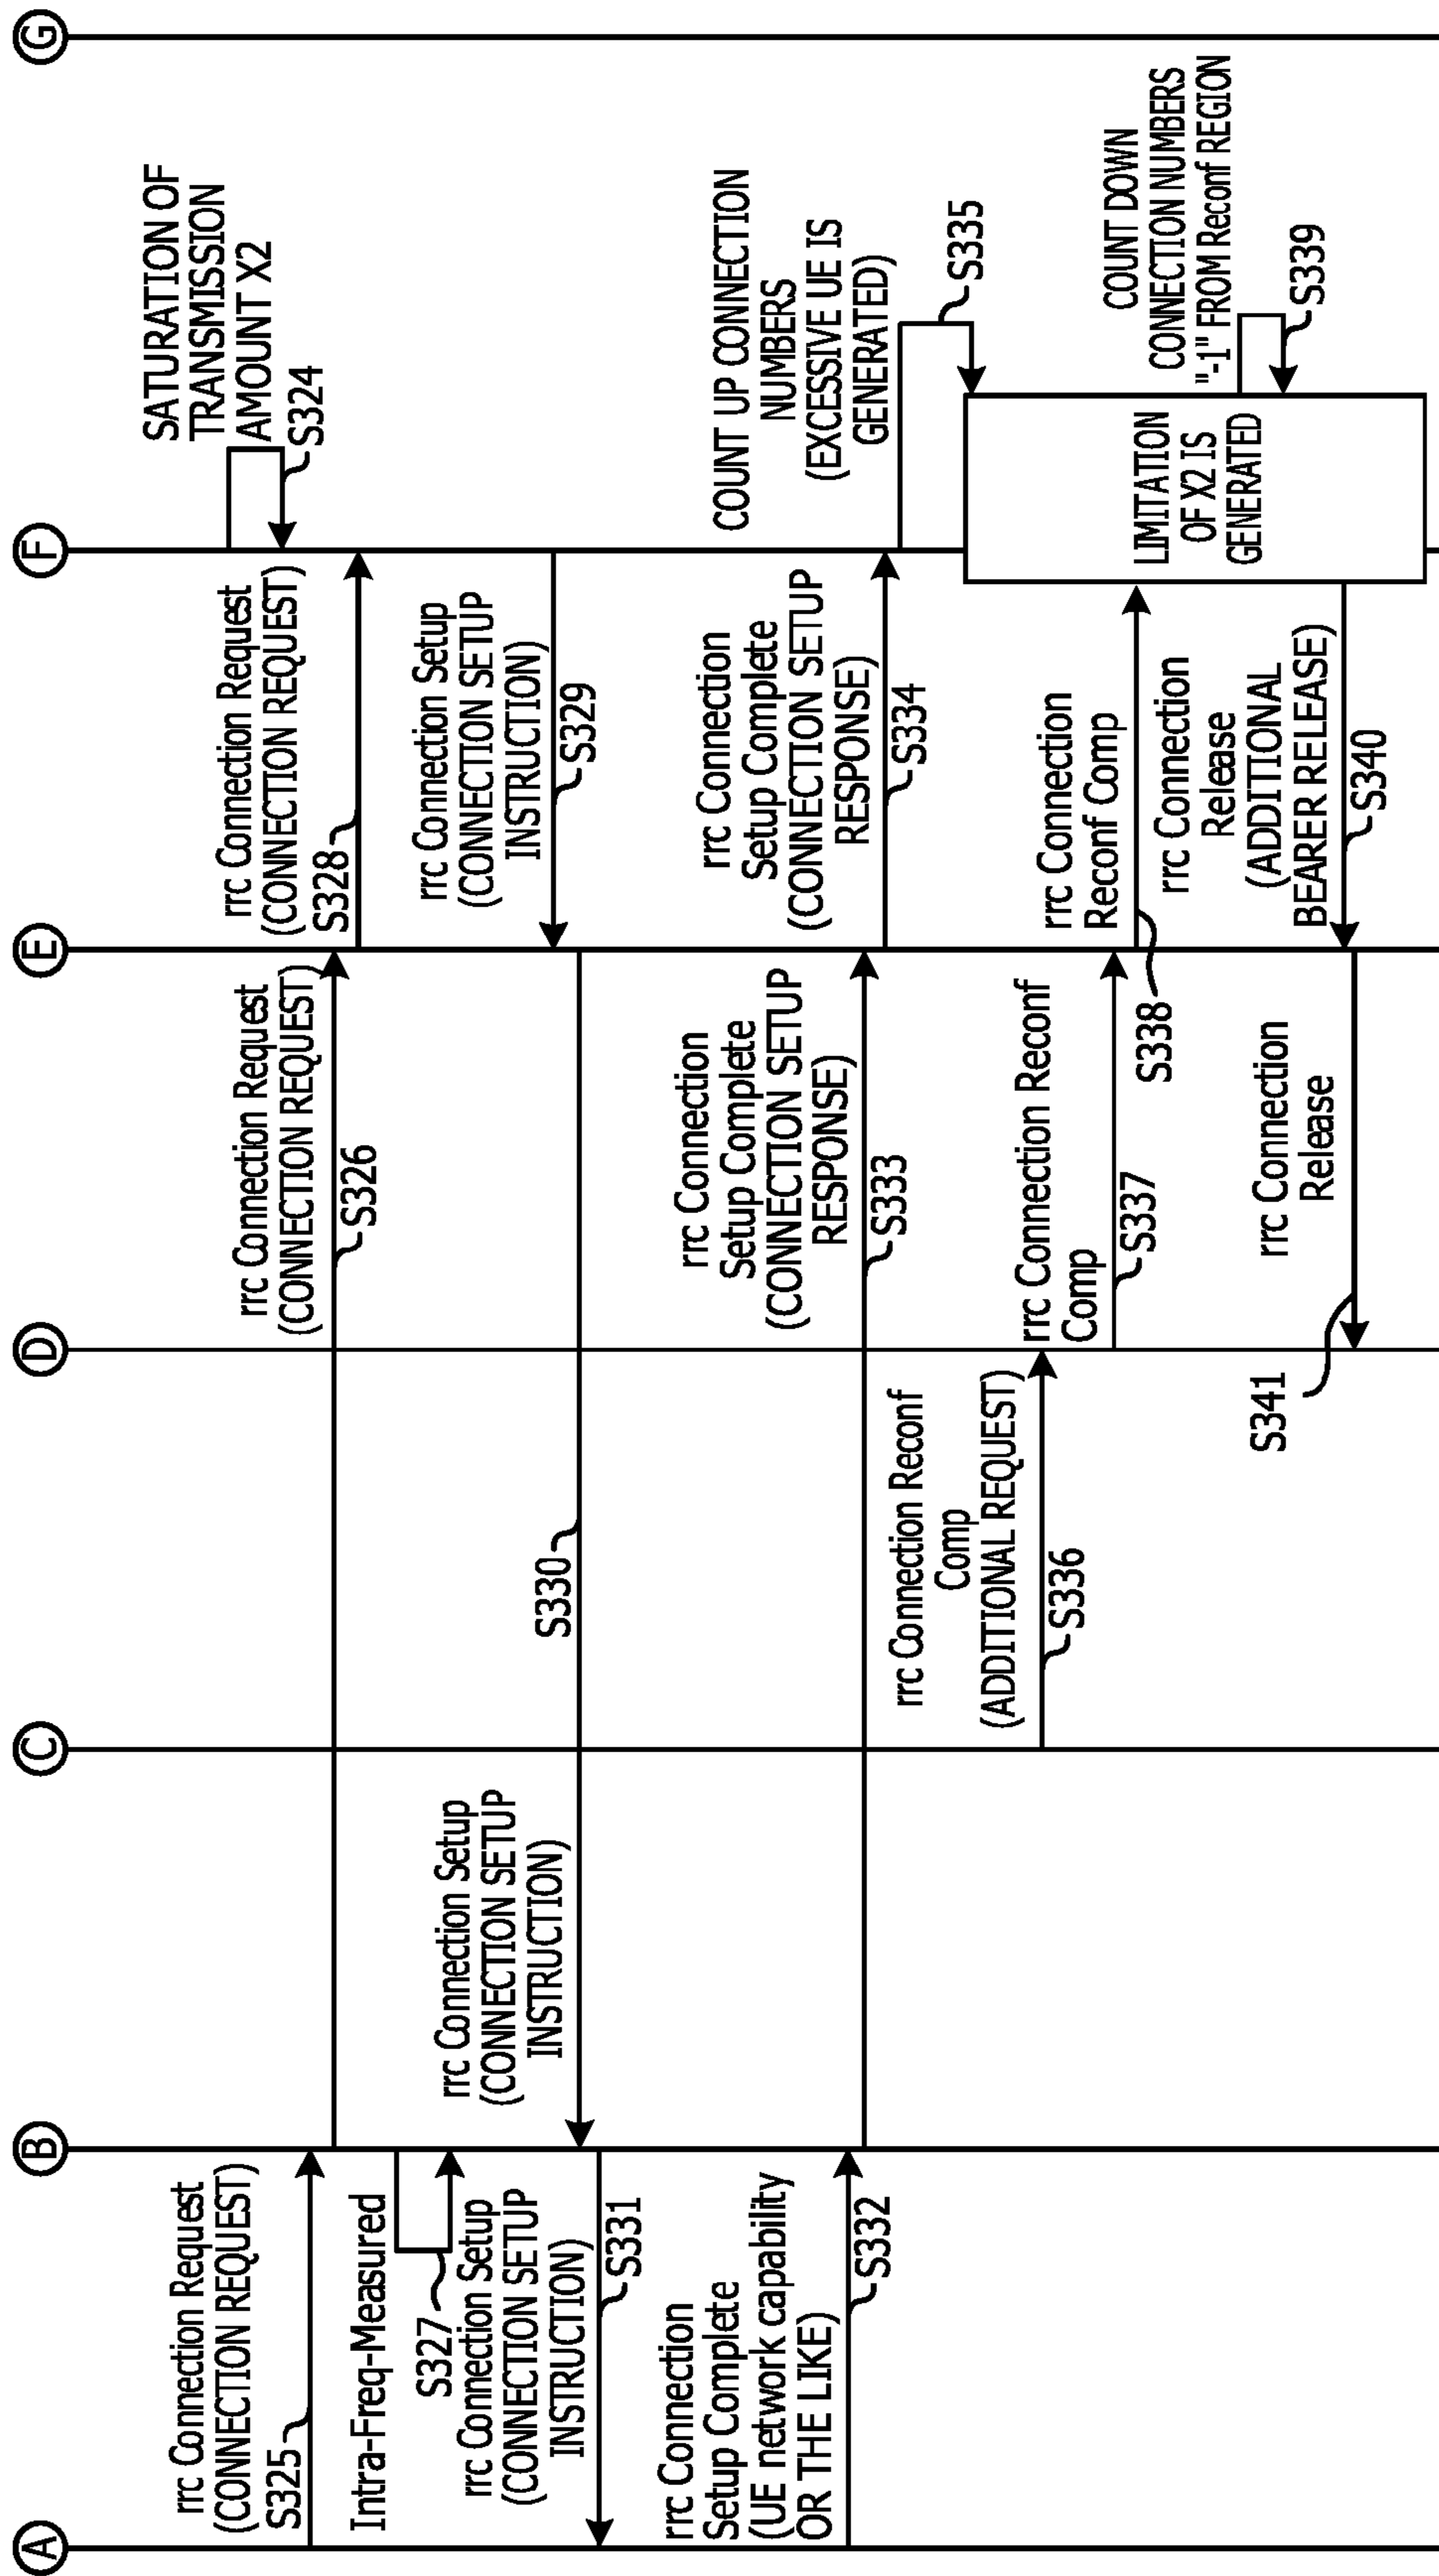 A
B
C
D
E
F
G
SATURATION OF
TRANSMISSION
AMOUNT X2
S324
rrc Connection Request
(CONNECTION REQUEST)
S325
rrc Connection Request
(CONNECTION REQUEST)
S326
Intra-Freq-Measured
S327
rrc Connection Request
(CONNECTION REQUEST)
S328
rrc Connection Setup
(CONNECTION SETUP
INSTRUCTION)
S329
rrc Connection Setup
(CONNECTION SETUP
INSTRUCTION)
S330
rrc Connection Setup
(CONNECTION SETUP
INSTRUCTION)
S331
rrc Connection
Setup Complete
(UE network capability
OR THE LIKE)
S332
rrc Connection
Setup Complete
(CONNECTION SETUP
RESPONSE)
S333
rrc Connection
Setup Complete
(CONNECTION SETUP
RESPONSE)
S334
COUNT UP CONNECTION
NUMBERS
(EXCESSIVE UE IS
GENERATED)
S335
rrc Connection Reconf
Comp
(ADDITIONAL REQUEST)
S336
rrc Connection Reconf
Comp
S337
rrc Connection
Reconf Comp
S338
LIMITATION
OF X2 IS
GENERATED
COUNT DOWN
CONNECTION NUMBERS
"-1" FROM Reconf REGION
S339
rrc Connection
Release
(ADDITIONAL
BEARER RELEASE)
S340
rrc Connection
Release
S341